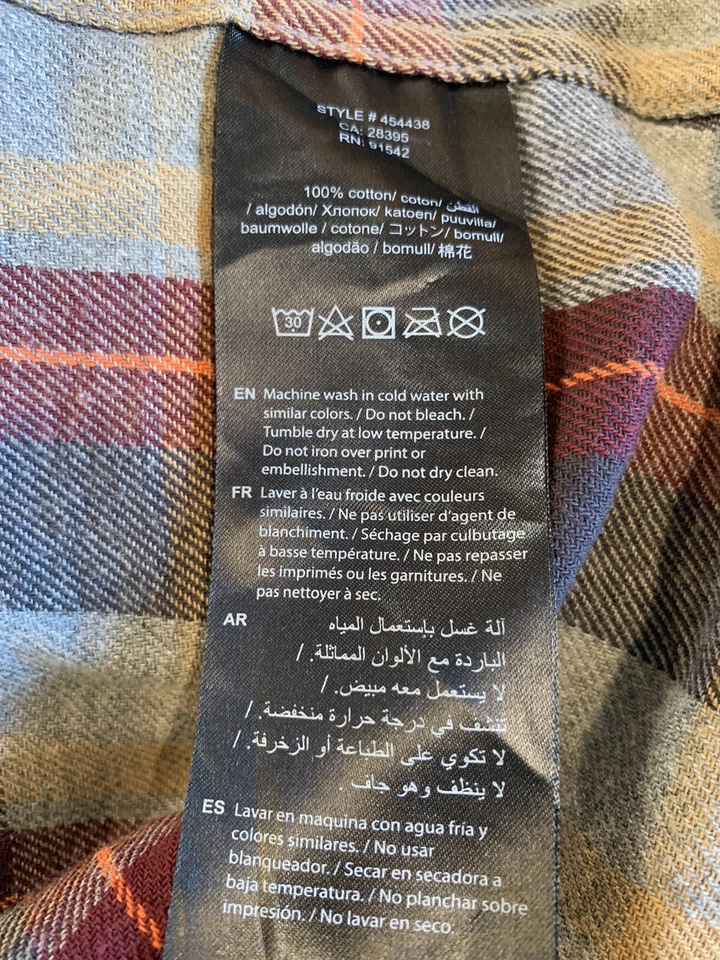 STYLE # 454438
CA: 28395
RN: 91542
100% cotton/ coton/ القطن
/ algodón/ Хлопок/ katoen/ puuvilla/
baumwolle / cotone/ コットン/ bomull/
algodão / bomull/ 棉花
30
EN Machine wash in cold water with
similar colors. / Do not bleach. /
Tumble dry at low temperature. /
Do not iron over print or
embellishment. / Do not dry clean.
FR Laver à l'eau froide avec couleurs
similaires. / Ne pas utiliser d'agent de
blanchiment. / Séchage par culbutage
à basse température. / Ne pas repasser
les imprimés ou les garnitures. / Ne
pas nettoyer à sec.
AR آلة غسل بإستعمال المياه
الباردة مع الألوان المماثلة. /
لا يستعمل معه مبيض. /
تنشف في درجة حرارة منخفضة. /
لا تكوي على الطباعة أو الزخرفة. /
لا ينظف وهو جاف .
ES Lavar en maquina con agua fría y
colores similares. / No usar
blanqueador. / Secar en secadora a
baja temperatura. / No planchar sobre
impresión. / No lavar en seco.